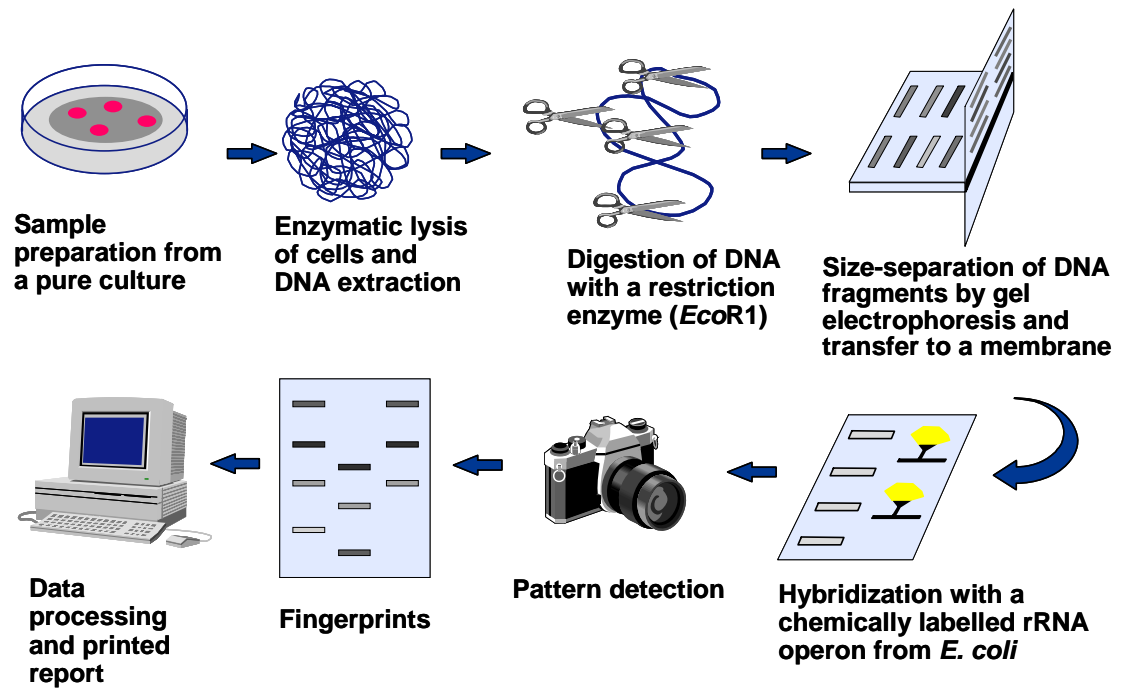 Sample
preparation from
a pure culture
Enzymatic lysis
of cells and
DNA extraction
Digestion of DNA
with a restriction
enzyme (EcoR1)
Size-separation of DNA
fragments by gel
electrophoresis and
transfer to a membrane
Hybridization with a
chemically labelled rRNA
operon from E. coli
Pattern detection
Fingerprints
Data
processing
and printed
report